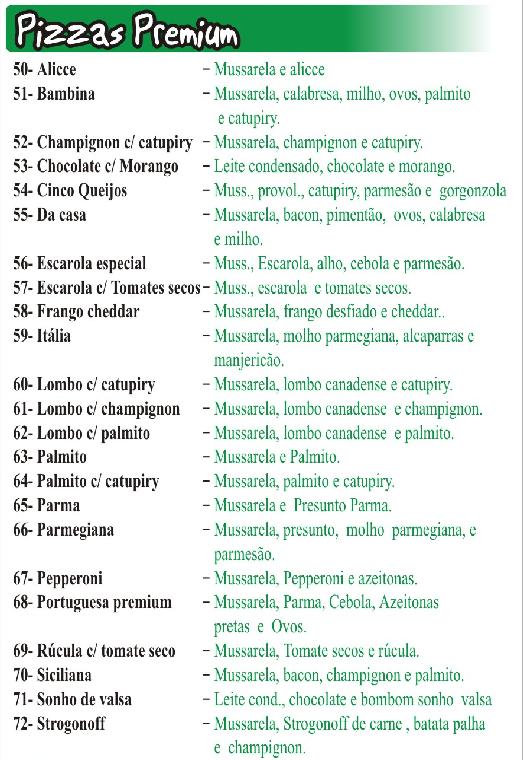 Pizzas Premium
50- Alicce – Mussarela e alicce
51- Bambina – Mussarela, calabresa, milho, ovos, palmito
e catupiry.
52- Champignon c/ catupiry – Mussarela, champignon e catupiry.
53- Chocolate c/ Morango – Leite condensado, chocolate e morango.
54- Cinco Queijos – Muss., provol., catupiry, parmesão e gorgonzola
55- Da casa – Mussarela, bacon, pimentão, ovos, calabresa
e milho.
56- Escarola especial – Muss., Escarola, alho, cebola e parmesão.
57- Escarola c/ Tomates secos – Muss., escarola e tomates secos.
58- Frango cheddar – Mussarela, frango desfiado e cheddar..
59- Itália – Mussarela, molho parmegiana, alcaparras e
manjericão.
60- Lombo c/ catupiry – Mussarela, lombo canadense e catupiry.
61- Lombo c/ champignon – Mussarela, lombo canadense e champignon.
62- Lombo c/ palmito – Mussarela, lombo canadense e palmito.
63- Palmito – Mussarela e Palmito.
64- Palmito c/ catupiry – Mussarela, palmito e catupiry.
65- Parma – Mussarela e Presunto Parma.
66- Parmegiana – Mussarela, presunto, molho parmegiana, e
parmesão.
67- Pepperoni – Mussarela, Pepperoni e azeitonas.
68- Portuguesa premium – Mussarela, Parma, Cebola, Azeitonas
pretas e Ovos.
69- Rúcula c/ tomate seco – Mussarela, Tomate secos e rúcula.
70- Siciliana – Mussarela, bacon, champignon e palmito.
71- Sonho de valsa – Leite cond., chocolate e bombom sonho valsa
72- Strogonoff – Mussarela, Strogonoff de carne , batata palha
e champignon.